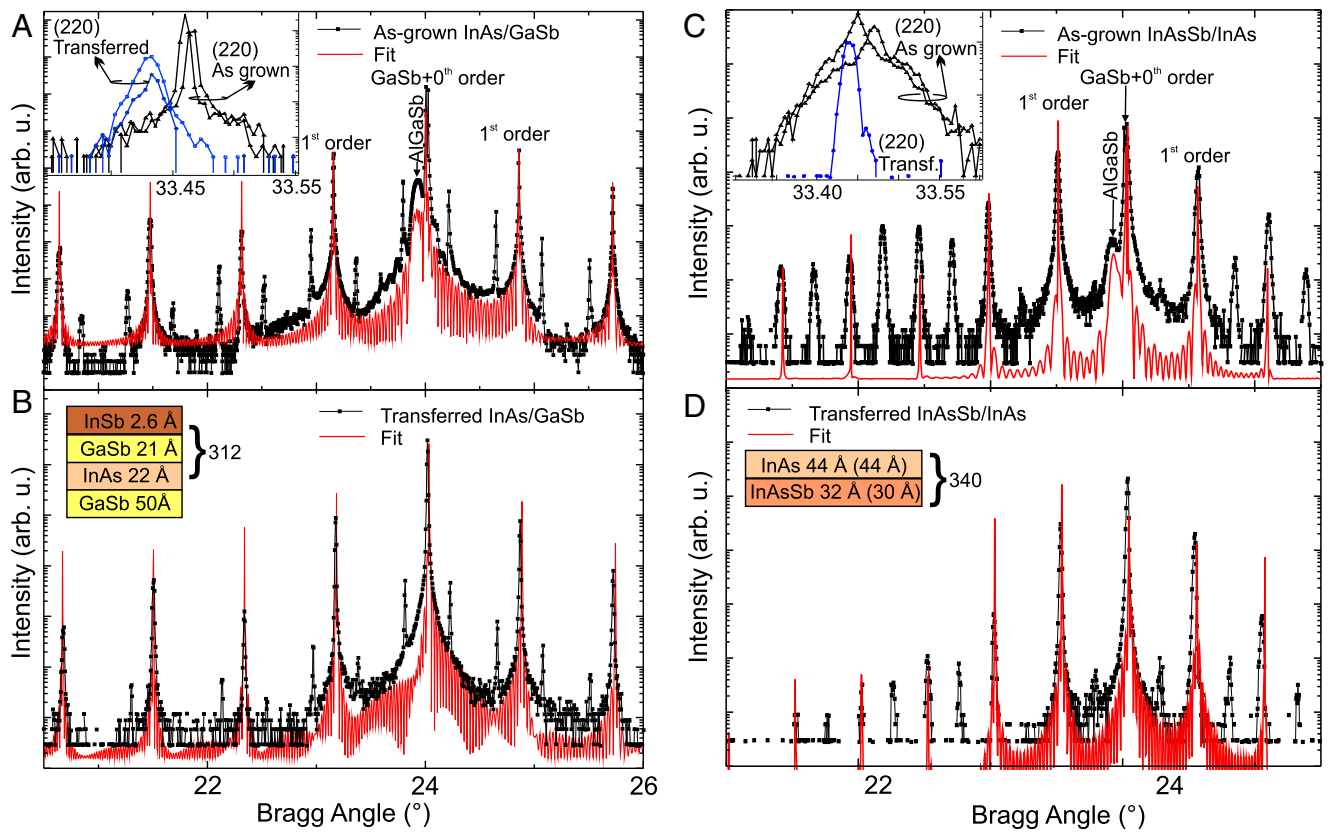 A
(220)
Transferred
(220)
As grown
33.45
33.55
As-grown InAs/GaSb
Fit
GaSb+0th order
AlGaSb
1st order
1st order
Intensity (arb. u.)
B
InSb 2.6 Å
GaSb 21 Å
InAs 22 Å
GaSb 50Å
312
Transferred InAs/GaSb
Fit
Intensity (arb. u.)
22
24
26
Bragg Angle (°)
C
(220)
As grown
(220)
Transf.
33.40
33.55
As-grown InAsSb/InAs
Fit
GaSb+0th order
1st order
AlGaSb
1st order
Intensity (arb. u.)
D
Transferred InAsSb/InAs
Fit
InAs 44 Å (44 Å)
InAsSb 32 Å (30 Å)
340
Intensity (arb. u.)
22
24
Bragg Angle (°)